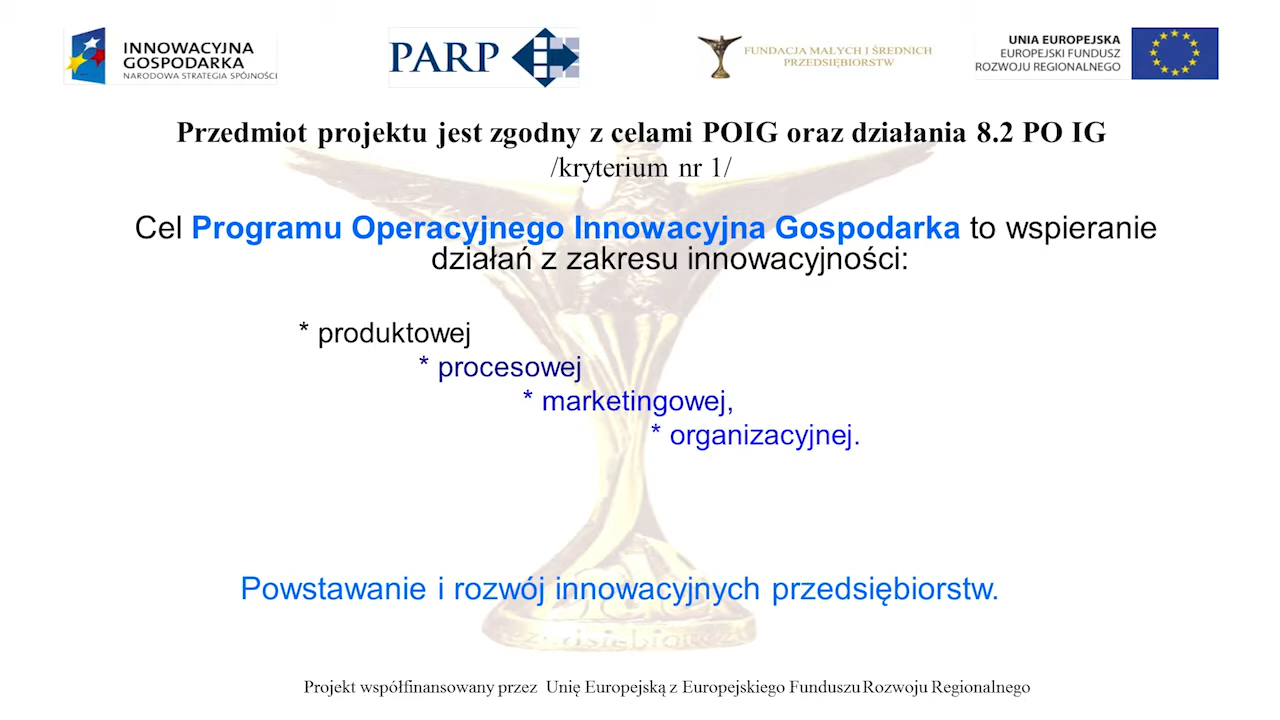 INNOWACYJNA
GOSPODARKA
NARODOWA STRATEGIA SPÓJNOŚCI
PARP
FUNDACJA MAŁYCH I ŚREDNICH
PRZEDSIĘBIORSTW
UNIA EUROPEJSKA
EUROPEJSKI FUNDUSZ
ROZWOJU REGIONALNEGO
Przedmiot projektu jest zgodny z celami POIG oraz działania 8.2 PO IG
/kryterium nr 1/
Cel Programu Operacyjnego Innowacyjna Gospodarka to wspieranie
działań z zakresu innowacyjności:
* produktowej
* procesowej
* marketingowej,
* organizacyjnej.
Powstawanie i rozwój innowacyjnych przedsiębiorstw.
Projekt współfinansowany przez Unię Europejską z Europejskiego Funduszu Rozwoju Regionalnego